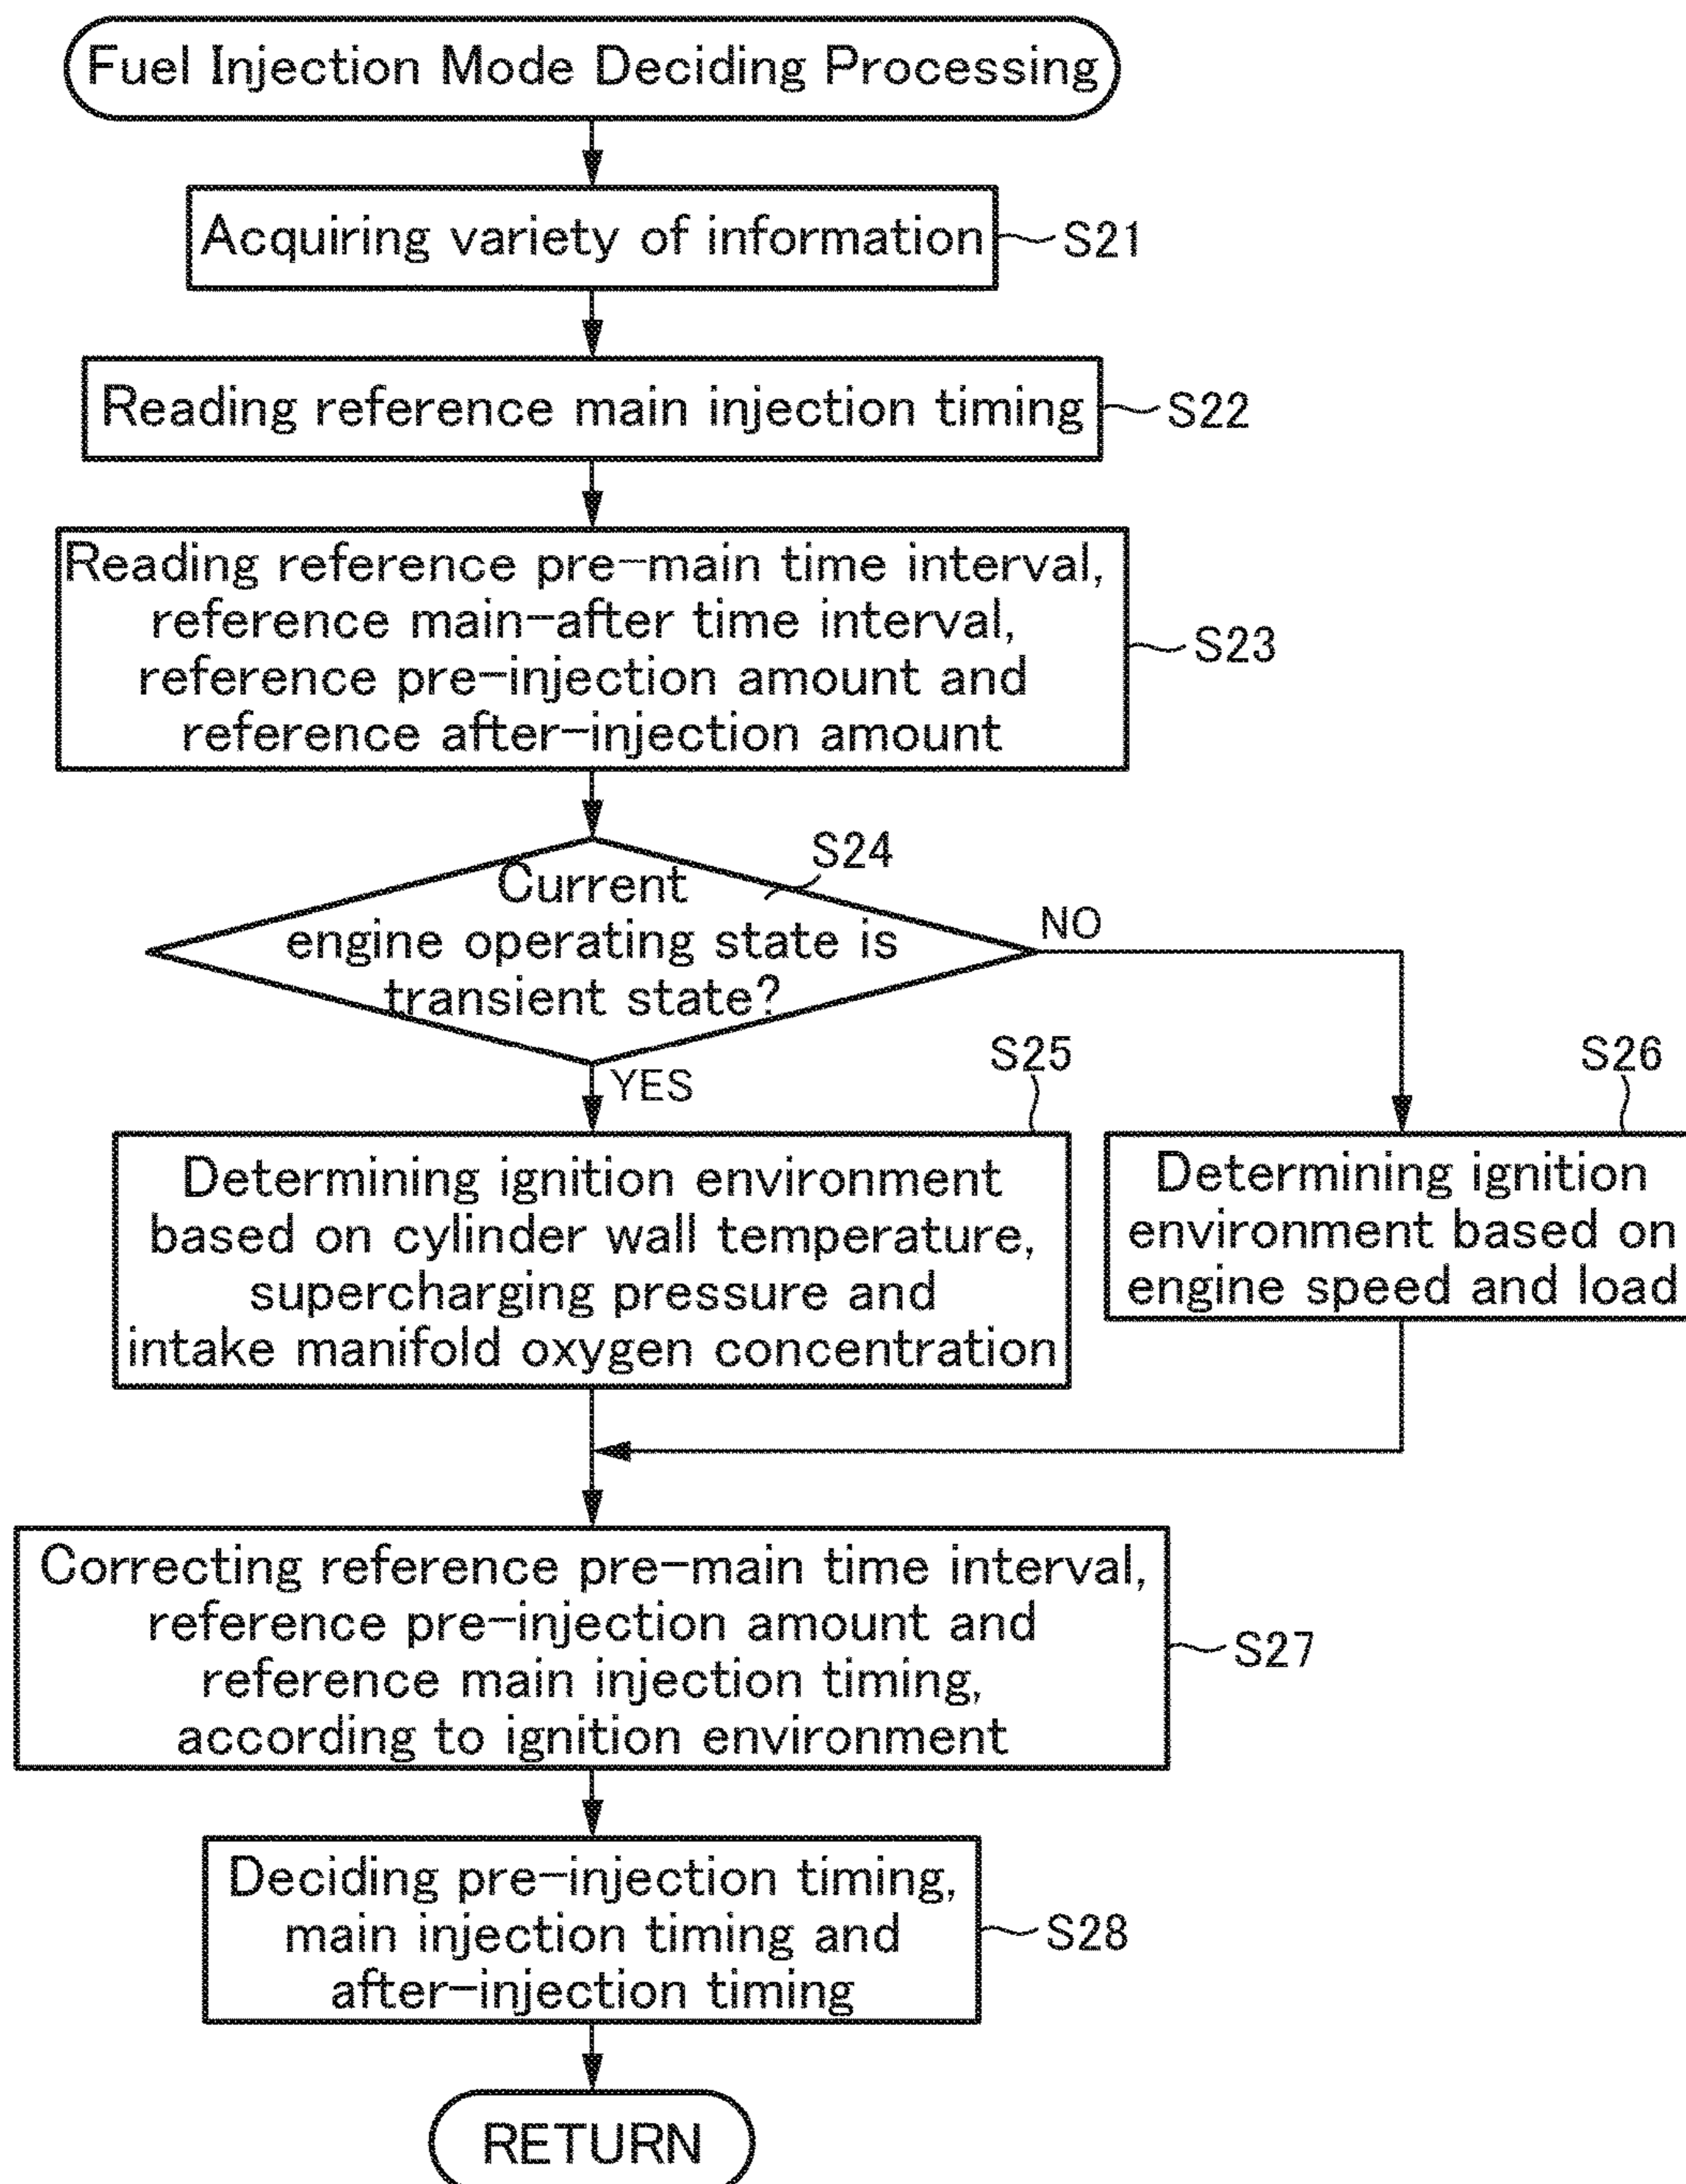 Fuel Injection Mode Deciding Processing
Acquiring variety of information
S21
Reading reference main injection timing
S22
Reading reference pre-main time interval,
reference main-after time interval,
reference pre-injection amount and
reference after-injection amount
S23
S24
Current
engine operating state is
transient state?
NO
YES
S25
Determining ignition environment
based on cylinder wall temperature,
supercharging pressure and
intake manifold oxygen concentration
S26
Determining ignition
environment based on
engine speed and load
Correcting reference pre-main time interval,
reference pre-injection amount and
reference main injection timing,
according to ignition environment
S27
Deciding pre-injection timing,
main injection timing and
after-injection timing
S28
RETURN